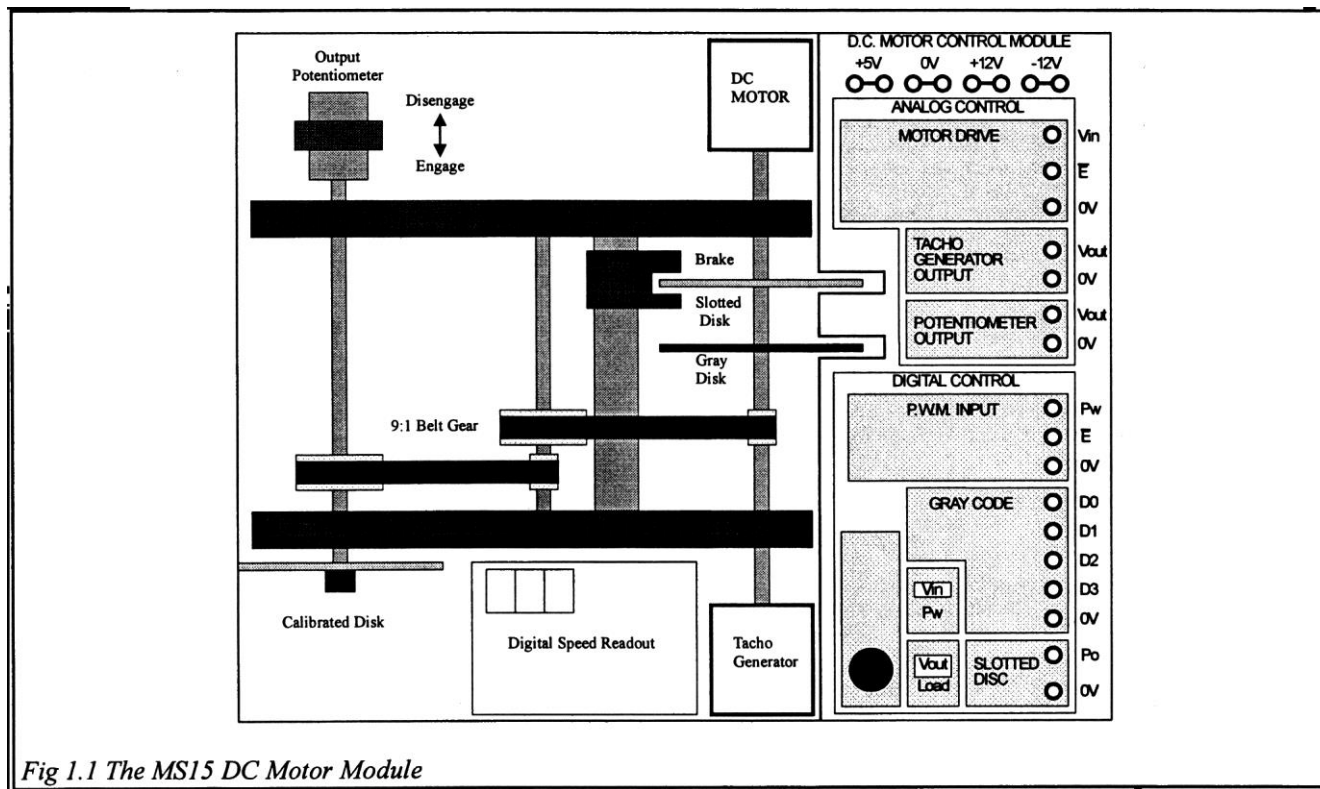 Output
Potentiometer
Disengage
Engage
DC
MOTOR
Brake
Slotted
Disk
Gray
Disk
9:1 Belt Gear
Calibrated Disk
Digital Speed Readout
Tacho
Generator
D.C. MOTOR CONTROL MODULE
+5V 0V +12V -12V
ANALOG CONTROL
MOTOR DRIVE
Vin
E̅
0V
TACHO
GENERATOR
OUTPUT
Vout
0V
POTENTIOMETER
OUTPUT
Vout
0V
DIGITAL CONTROL
P.W.M. INPUT
Pw
E̅
0V
GRAY CODE
D0
D1
D2
D3
0V
Vin
Pw
Vout
Load
SLOTTED
DISC
Po
0V
Fig 1.1 The MS15 DC Motor Module